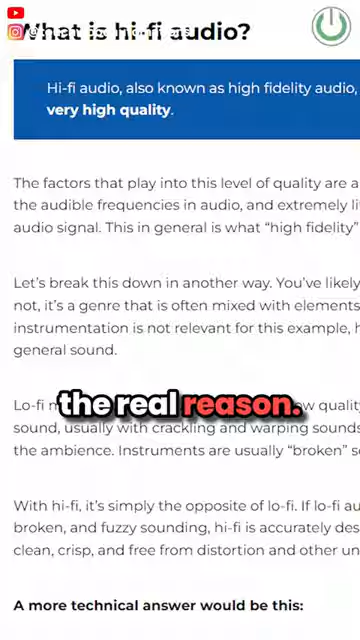 What is hi-fi audio?
Hi-Fi audio, also known as high fidelity audio,
very high quality.
The factors that play into this level of quality are a
the audible frequencies in audio, and extremely li
audio signal. This in general is what “high fidelity”
Let’s break this down in another way. You’ve likely
not, it’s a genre that is often mixed with elements
instrumentation is not relevant for this example, h
general sound.
the real reason.
Lo-fi m w qualit
sound, usually with crackling and warping sounds
the ambience. Instruments are usually “broken” s
With hi-fi, it’s simply the opposite of lo-fi. If lo-fi au
broken, and fuzzy sounding, hi-fi is accurately des
clean, crisp, and free from distortion and other un
A more technical answer would be this: